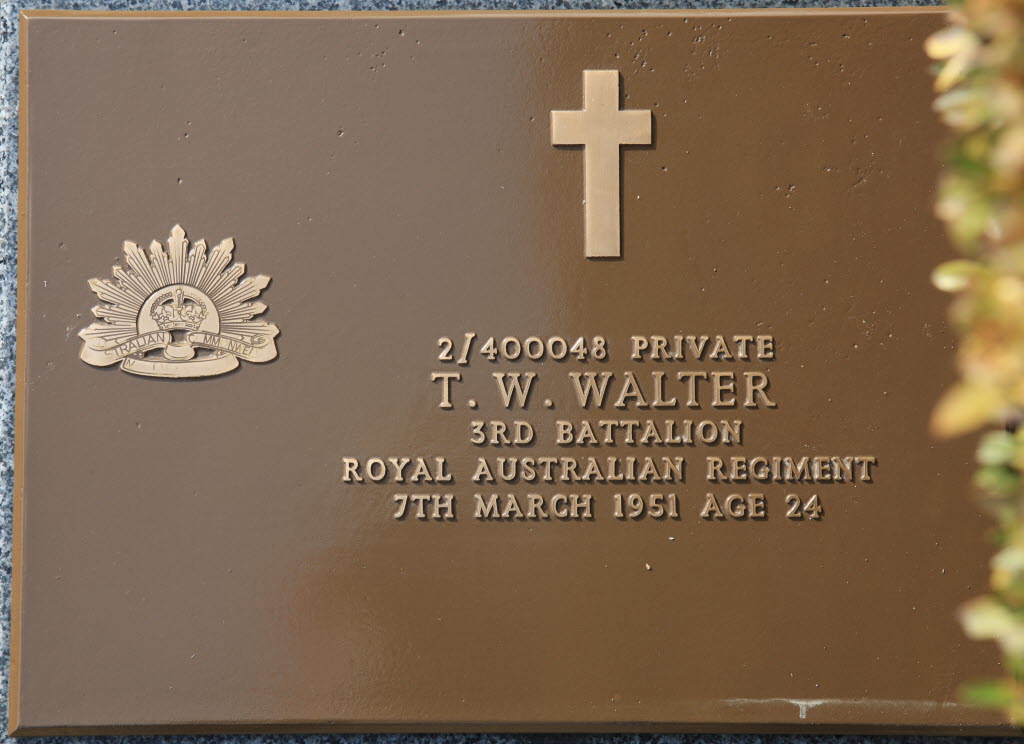 2/400048 PRIVATE
T. W. WALTER
3RD BATTALION
ROYAL AUSTRALIAN REGIMENT
7TH MARCH 1951 AGE 24